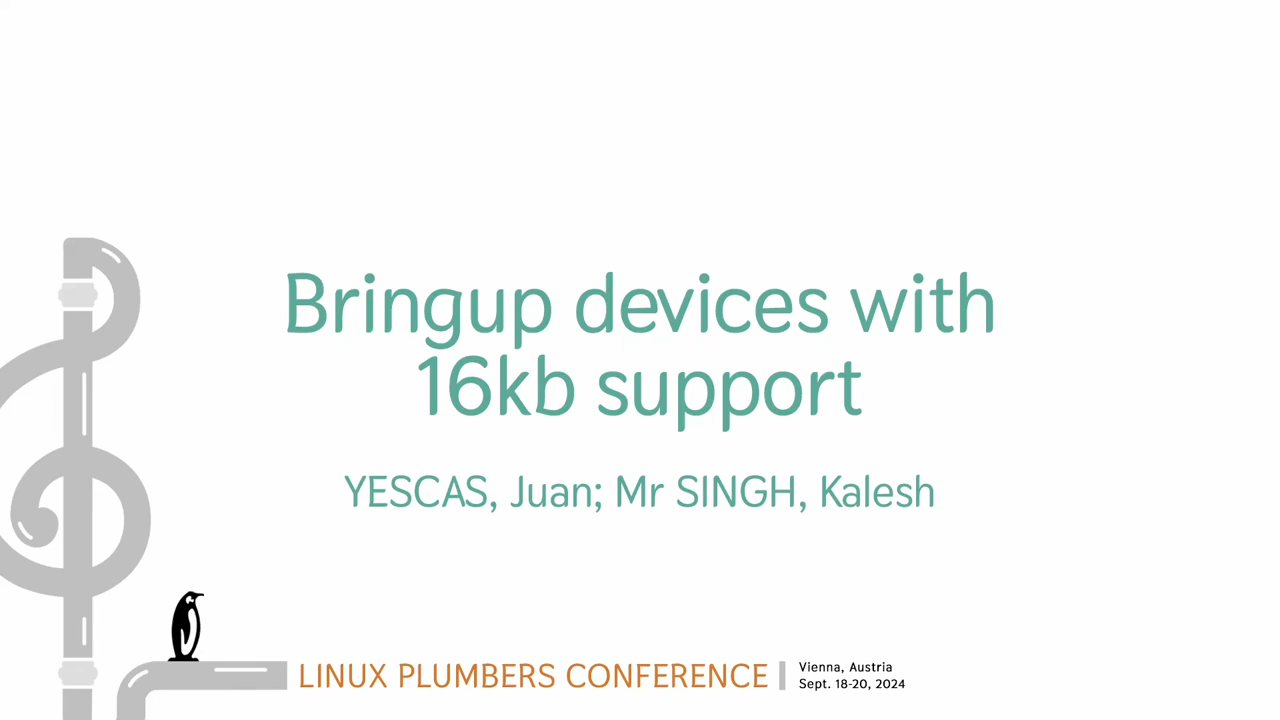 Bringup devices with
16kb support
YESCAS, Juan; Mr SINGH, Kalesh
LINUX PLUMBERS CONFERENCE
Vienna, Austria
Sept. 18-20, 2024